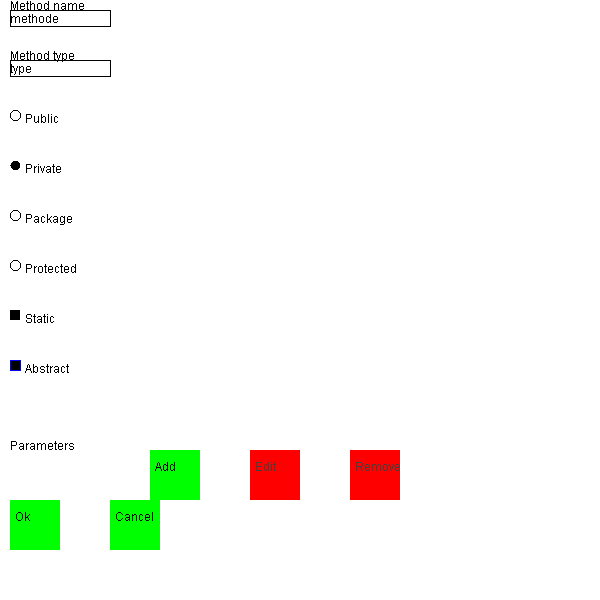 Method name
methode
Method type
type
Public
Private
Package
Protected
Static
Abstract
Parameters
Add Edit Remove
Ok Cancel